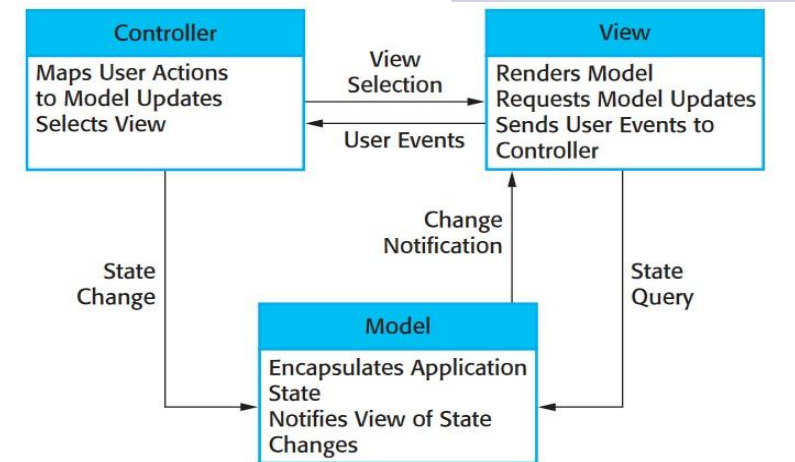 Controller
Maps User Actions
to Model Updates
Selects View
View
Selection
User Events
View
Renders Model
Requests Model Updates
Sends User Events to
Controller
State
Change
Change
Notification
State
Query
Model
Encapsulates Application
State
Notifies View of State
Changes